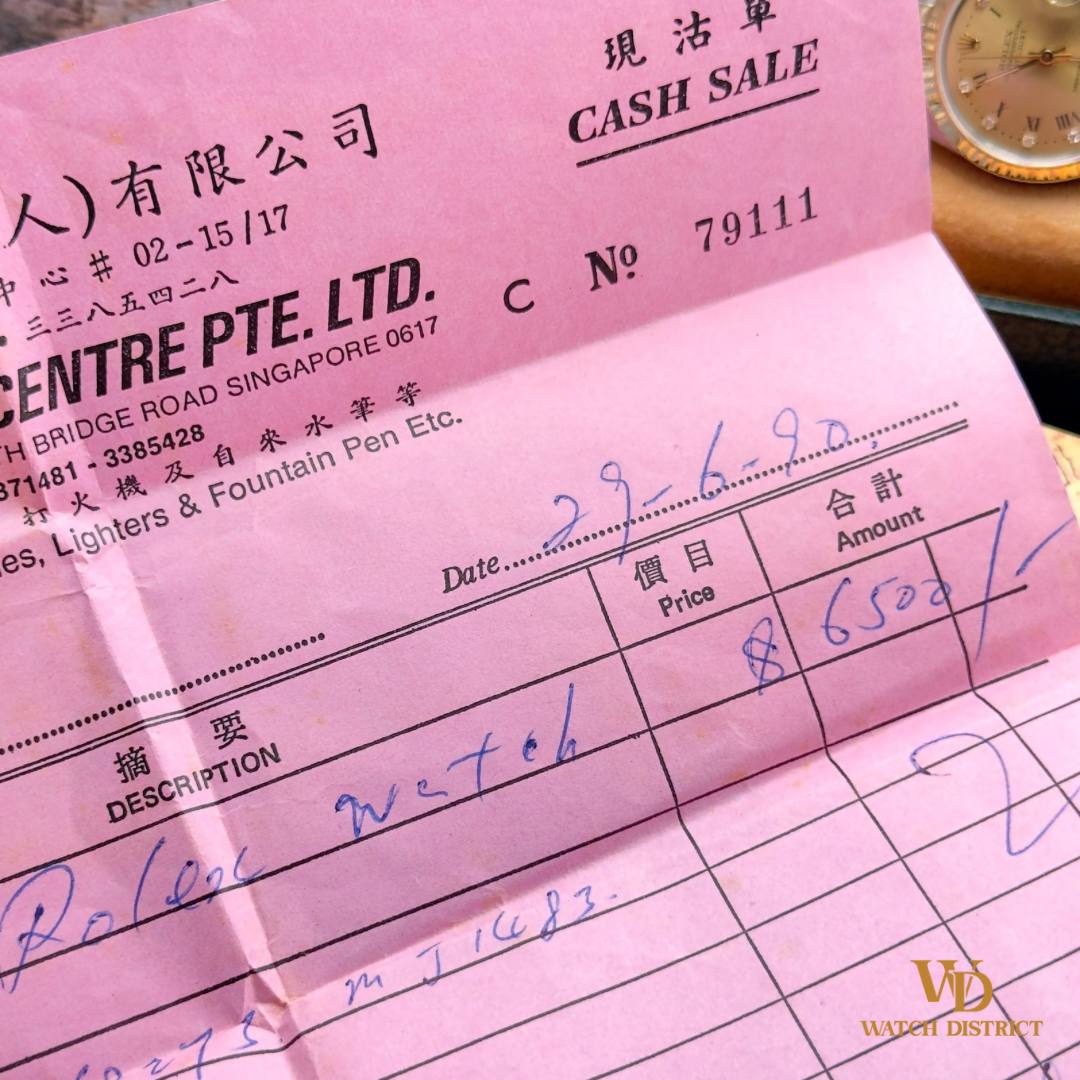 現沽單
CASH SALE
人)有限公司
中心 # 02-15/17
三三八五四二八
CENTRE PTE. LTD.
C Nº 79111
TH BRIDGE ROAD SINGAPORE 0617
371481 - 3385428
打火機及自來水筆等
es, Lighters & Fountain Pen Etc.
Date 29-6-90.
摘要 DESCRIPTION
價目 Price
合計 Amount
Rolex watch $ 6500/-
1483.
WD
WATCH DISTRICT